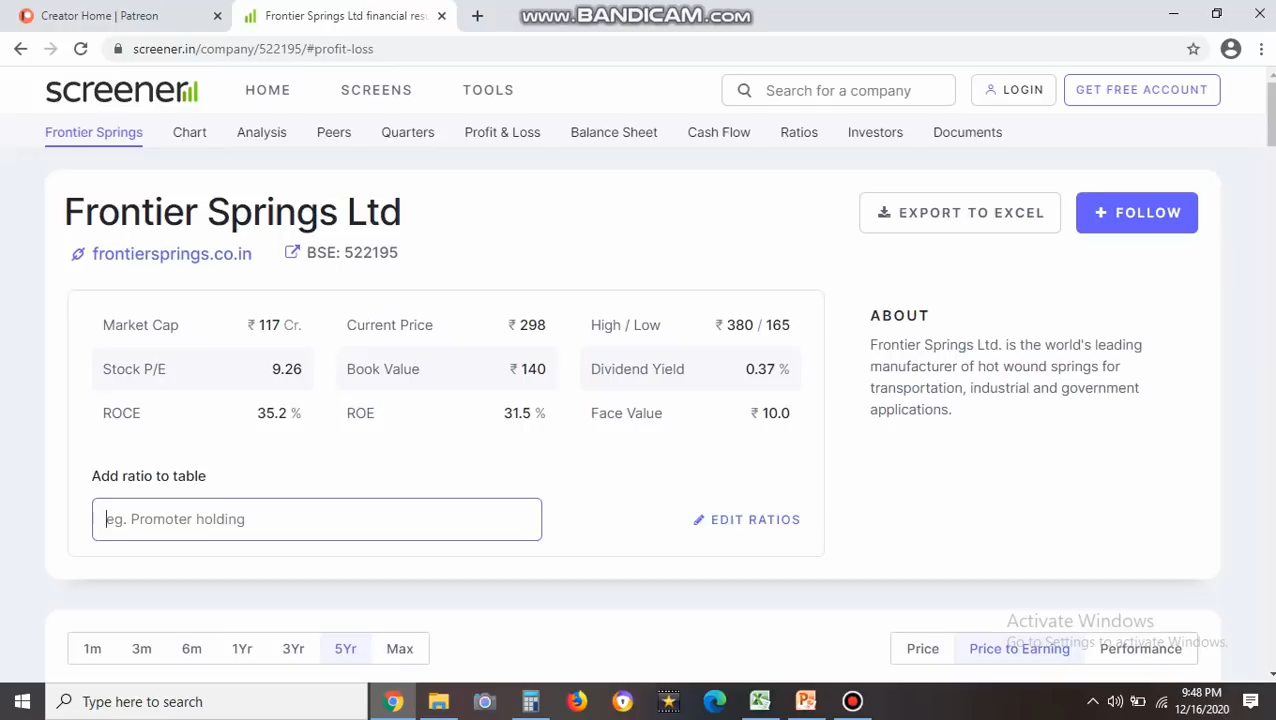 Creator Home | Patreon
Frontier Springs Ltd financial resu
www.BANDICAM.com
screener.in/company/522195/#profit-loss
screener
HOME
SCREENS
TOOLS
Search for a company
LOGIN
GET FREE ACCOUNT
Frontier Springs
Chart
Analysis
Peers
Quarters
Profit & Loss
Balance Sheet
Cash Flow
Ratios
Investors
Documents
Frontier Springs Ltd
EXPORT TO EXCEL
+ FOLLOW
frontiersprings.co.in
BSE: 522195
Market Cap ₹ 117 Cr.
Current Price ₹ 298
High / Low ₹ 380 / 165
Stock P/E 9.26
Book Value ₹ 140
Dividend Yield 0.37 %
ROCE 35.2 %
ROE 31.5 %
Face Value ₹ 10.0
Add ratio to table
eg. Promoter holding
EDIT RATIOS
ABOUT
Frontier Springs Ltd. is the world's leading
manufacturer of hot wound springs for
transportation, industrial and government
applications.
1m 3m 6m 1Yr 3Yr 5Yr Max
Price
Price to Earning
Performance
Activate Windows
Go to Settings to activate Windows.
Type here to search
9:48 PM
12/16/2020